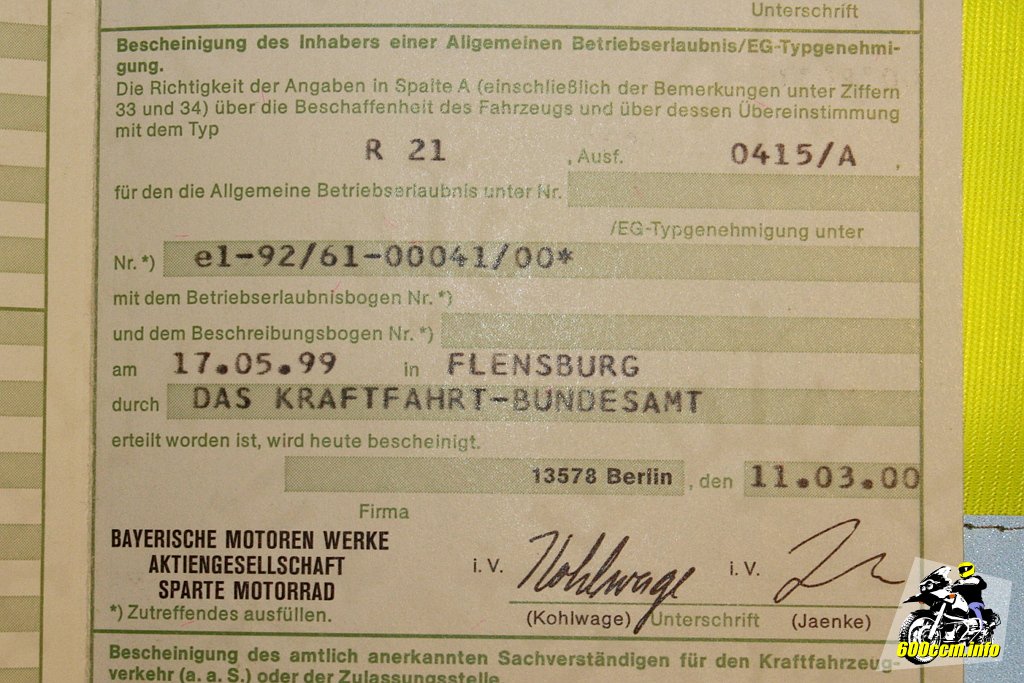 Unterschrift
Bescheinigung des Inhabers einer Allgemeinen Betriebserlaubnis/EG-Typgenehmi-
gung.
Die Richtigkeit der Angaben in Spalte A (einschließlich der Bemerkungen unter Ziffern
33 und 34) über die Beschaffenheit des Fahrzeugs und über dessen Übereinstimmung
mit dem Typ
R 21 , Ausf. 0415/A ,
für den die Allgemeine Betriebserlaubnis unter Nr.
/EG-Typgenehmigung unter
Nr. *) e1-92/61-00041/00*
mit dem Betriebserlaubnisbogen Nr. *)
und dem Beschreibungsbogen Nr. *)
am 17.05.99 in FLENSBURG
durch DAS KRAFTFAHRT-BUNDESAMT
erteilt worden ist, wird heute bescheinigt.
13578 Berlin , den 11.03.00
Firma
BAYERISCHE MOTOREN WERKE
AKTIENGESELLSCHAFT
SPARTE MOTORRAD
i. V. Kohlwage i. V.
*) Zutreffendes ausfüllen.
(Kohlwage) Unterschrift (Jaenke)
Bescheinigung des amtlich anerkannten Sachverständigen für den Kraftfahrzeug-
verkehr (a. a. S.) oder der Zulassungsstelle
600ccm.info